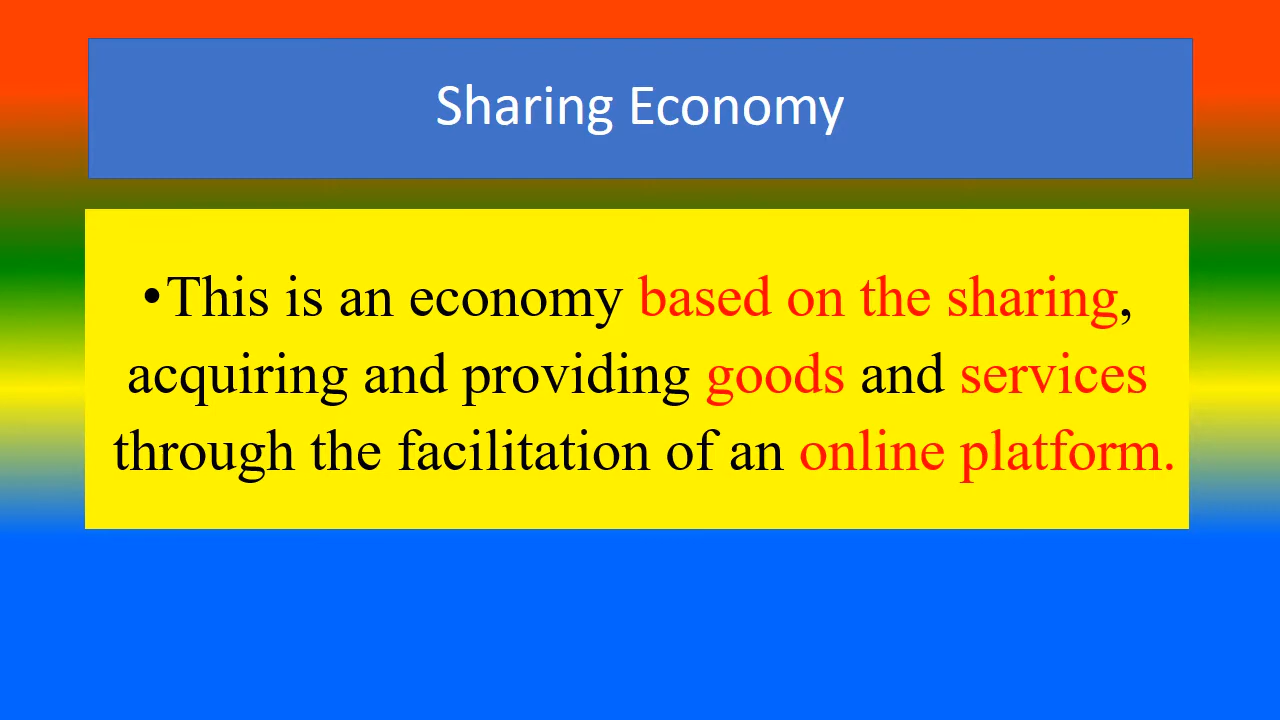 Sharing Economy
•This is an economy based on the sharing,
acquiring and providing goods and services
through the facilitation of an online platform.